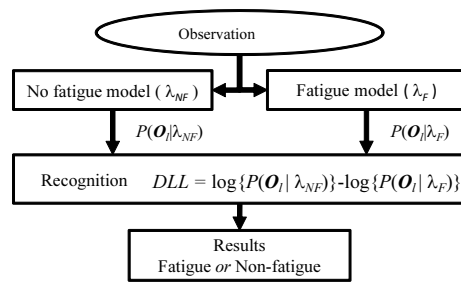 Observation
No fatigue model ( λNF )
Fatigue model ( λF )
P(Ol|λNF)
P(Ol|λF)
Recognition DLL = log{P(Ol | λNF)}-log{P(Ol | λF)}
Results
Fatigue or Non-fatigue